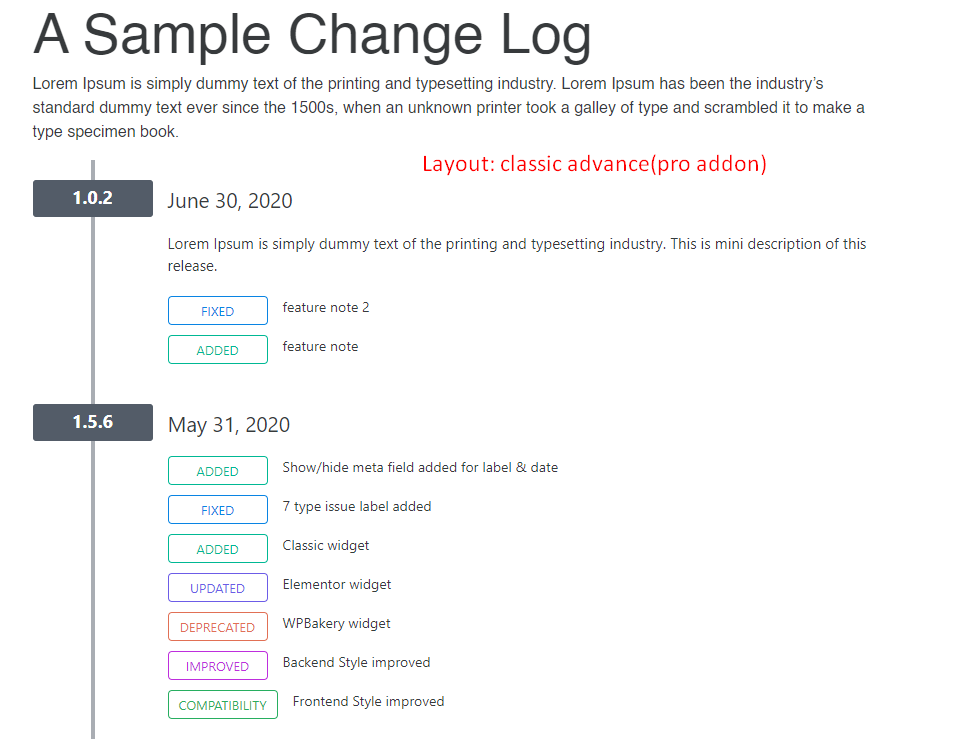 A Sample Change Log
Lorem Ipsum is simply dummy text of the printing and typesetting industry. Lorem Ipsum has been the industry’s
standard dummy text ever since the 1500s, when an unknown printer took a galley of type and scrambled it to make a
type specimen book.
Layout: classic advance(pro addon)
1.0.2
June 30, 2020
Lorem Ipsum is simply dummy text of the printing and typesetting industry. This is mini description of this
release.
FIXED feature note 2
ADDED feature note
1.5.6
May 31, 2020
ADDED Show/hide meta field added for label & date
FIXED 7 type issue label added
ADDED Classic widget
UPDATED Elementor widget
DEPRECATED WPBakery widget
IMPROVED Backend Style improved
COMPATIBILITY Frontend Style improved